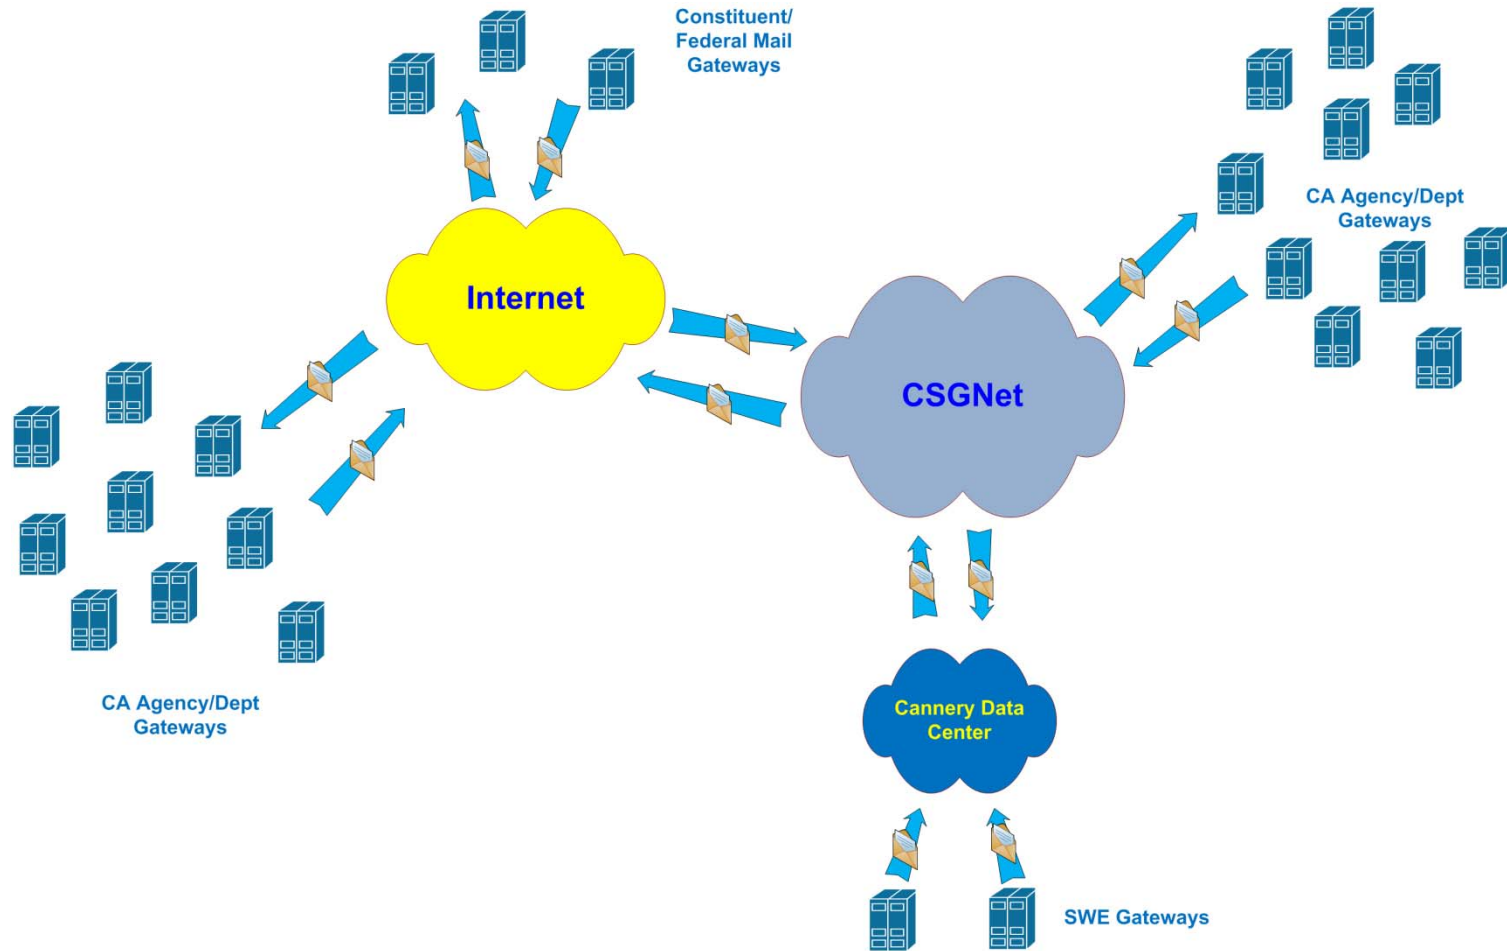 Constituent/
Federal Mail
Gateways
CA Agency/Dept
Gateways
Internet
CSGNet
CA Agency/Dept
Gateways
Cannery Data
Center
SWE Gateways